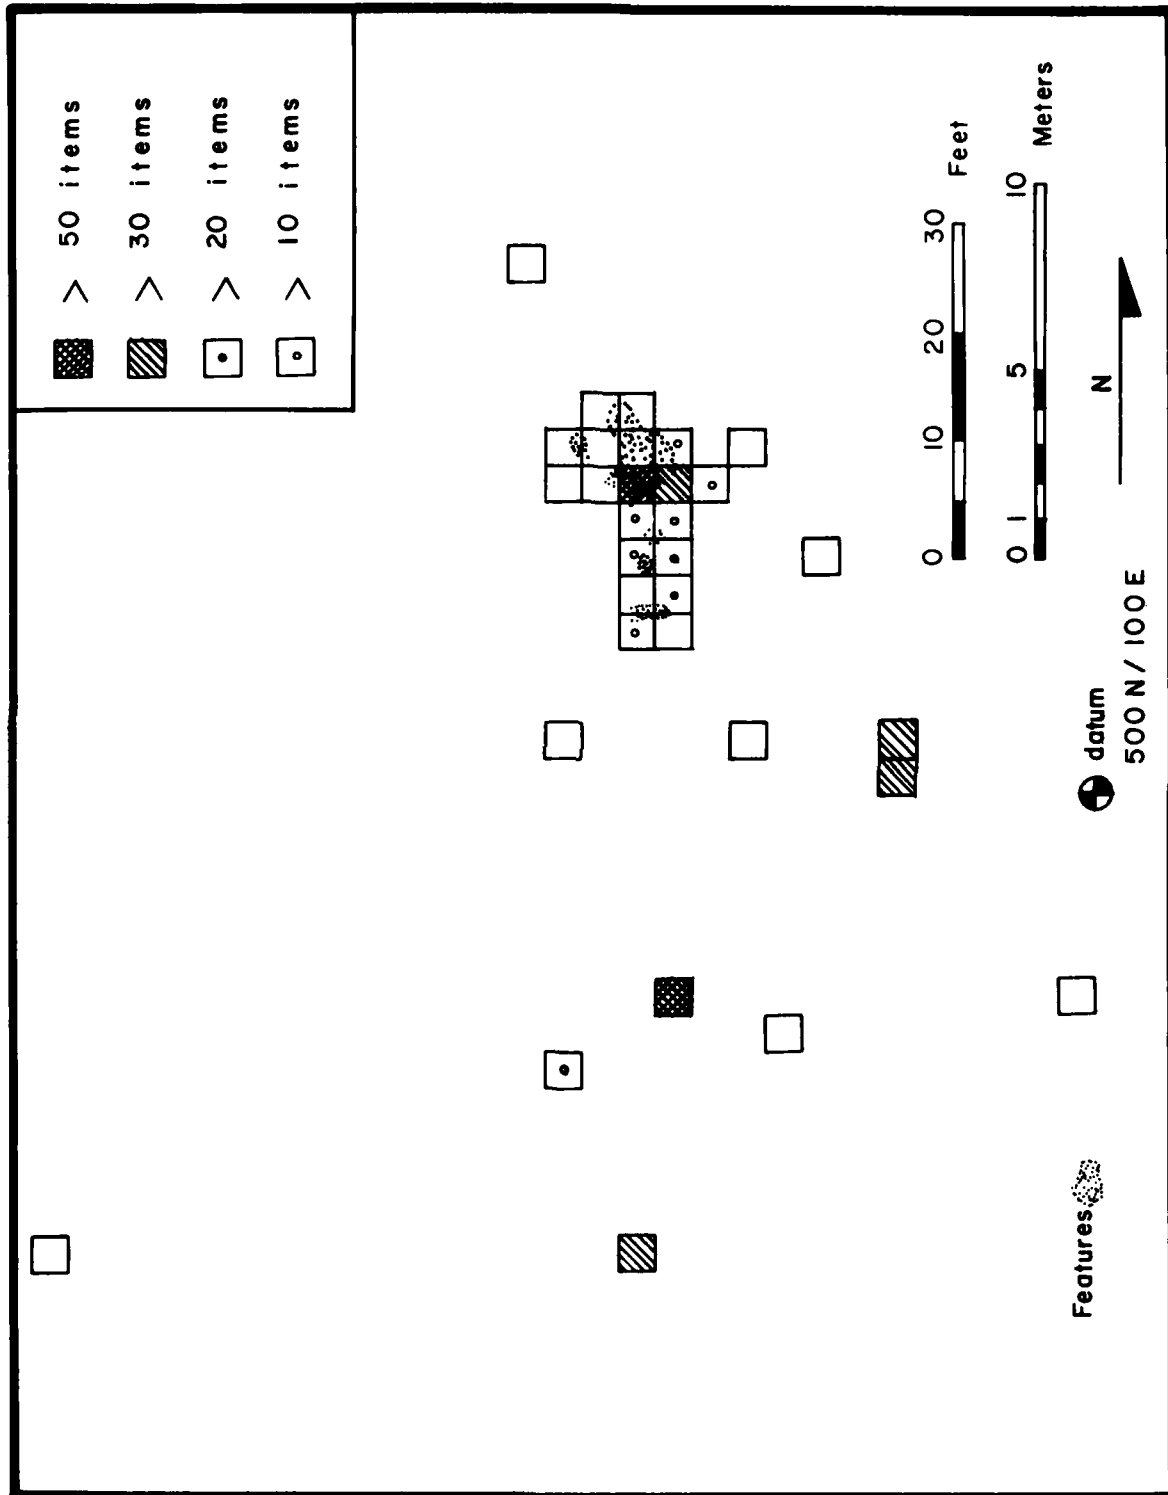 > 50 items
> 30 items
> 20 items
> 10 items
0 10 20 30 Feet
0 1 5 10 Meters
N
datum
500 N / 100 E
Features